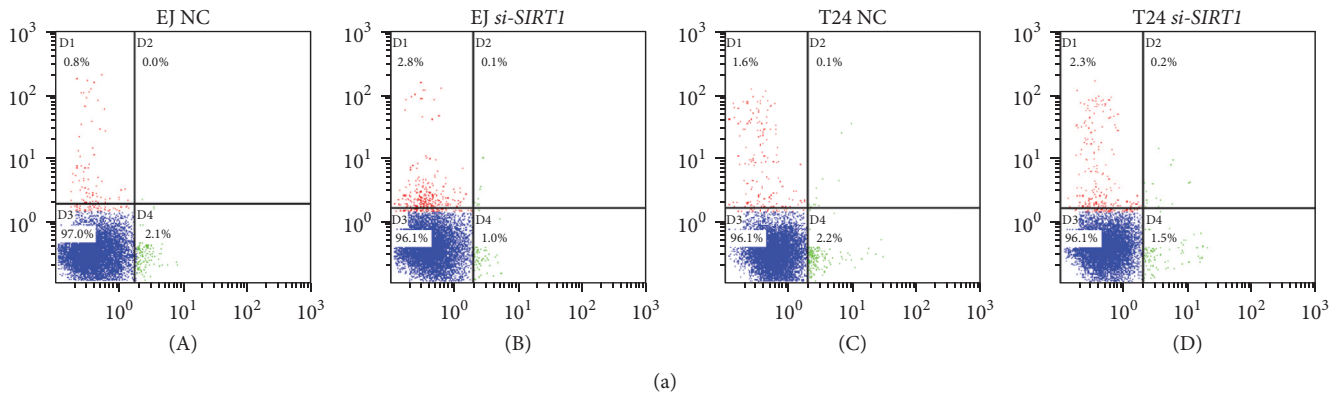 EJ NC
10³
10²
10¹
10⁰
D1
0.8%
D2
0.0%
D3
97.0%
D4
2.1%
10⁰ 10¹ 10² 10³
(A)
EJ si-SIRT1
10³
10²
10¹
10⁰
D1
2.8%
D2
0.1%
D3
96.1%
D4
1.0%
10⁰ 10¹ 10² 10³
(B)
T24 NC
10³
10²
10¹
10⁰
D1
1.6%
D2
0.1%
D3
96.1%
D4
2.2%
10⁰ 10¹ 10² 10³
(C)
T24 si-SIRT1
10³
10²
10¹
10⁰
D1
2.3%
D2
0.2%
D3
96.1%
D4
1.5%
10⁰ 10¹ 10² 10³
(D)
(a)